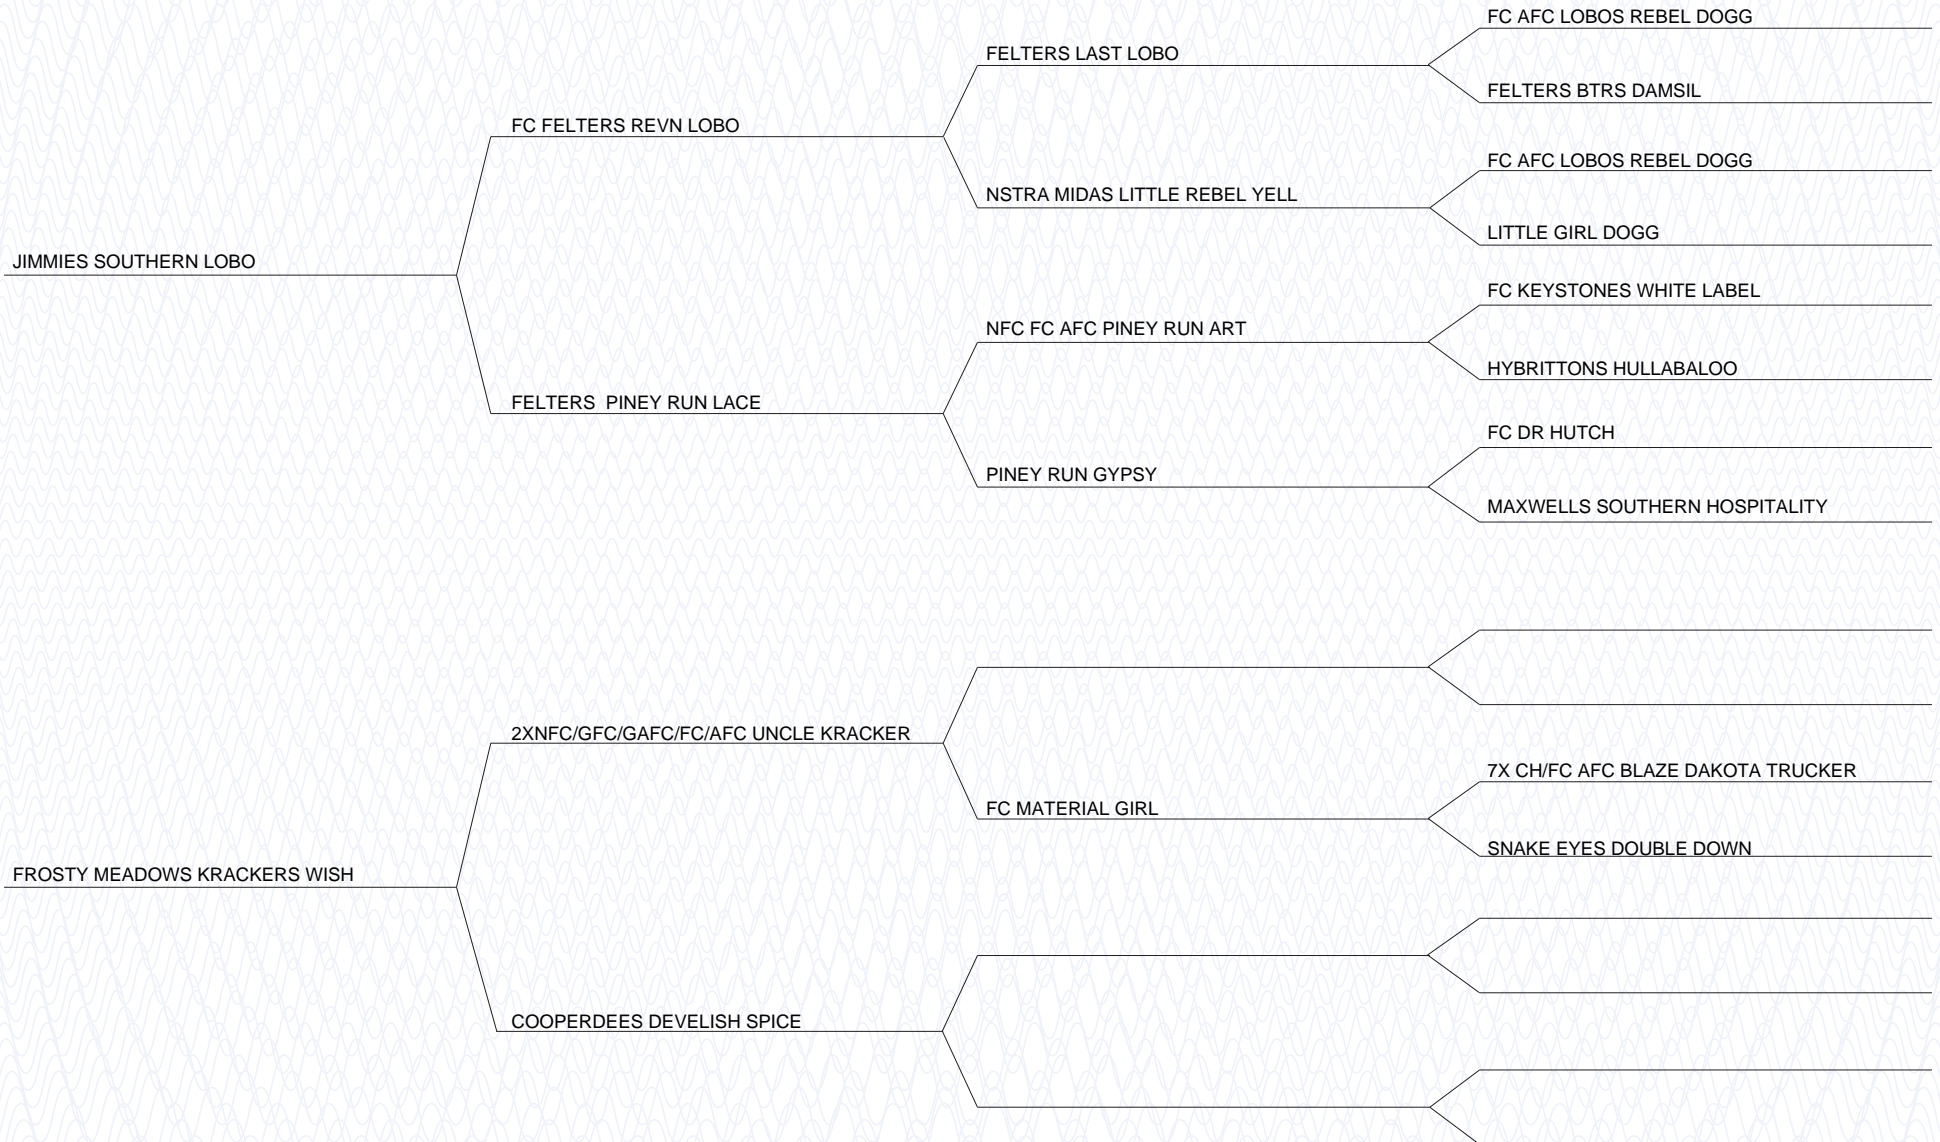 FC AFC LOBOS REBEL DOGG
FELTERS LAST LOBO
FELTERS BTRS DAMSIL
FC FELTERS REVN LOBO
FC AFC LOBOS REBEL DOGG
NSTRA MIDAS LITTLE REBEL YELL
LITTLE GIRL DOGG
JIMMIES SOUTHERN LOBO
FC KEYSTONES WHITE LABEL
NFC FC AFC PINEY RUN ART
HYBRITTONS HULLABALOO
FELTERS  PINEY RUN LACE
FC DR HUTCH
PINEY RUN GYPSY
MAXWELLS SOUTHERN HOSPITALITY
2XNFC/GFC/GAFC/FC/AFC UNCLE KRACKER
7X CH/FC AFC BLAZE DAKOTA TRUCKER
FC MATERIAL GIRL
SNAKE EYES DOUBLE DOWN
FROSTY MEADOWS KRACKERS WISH
COOPERDEES DEVELISH SPICE